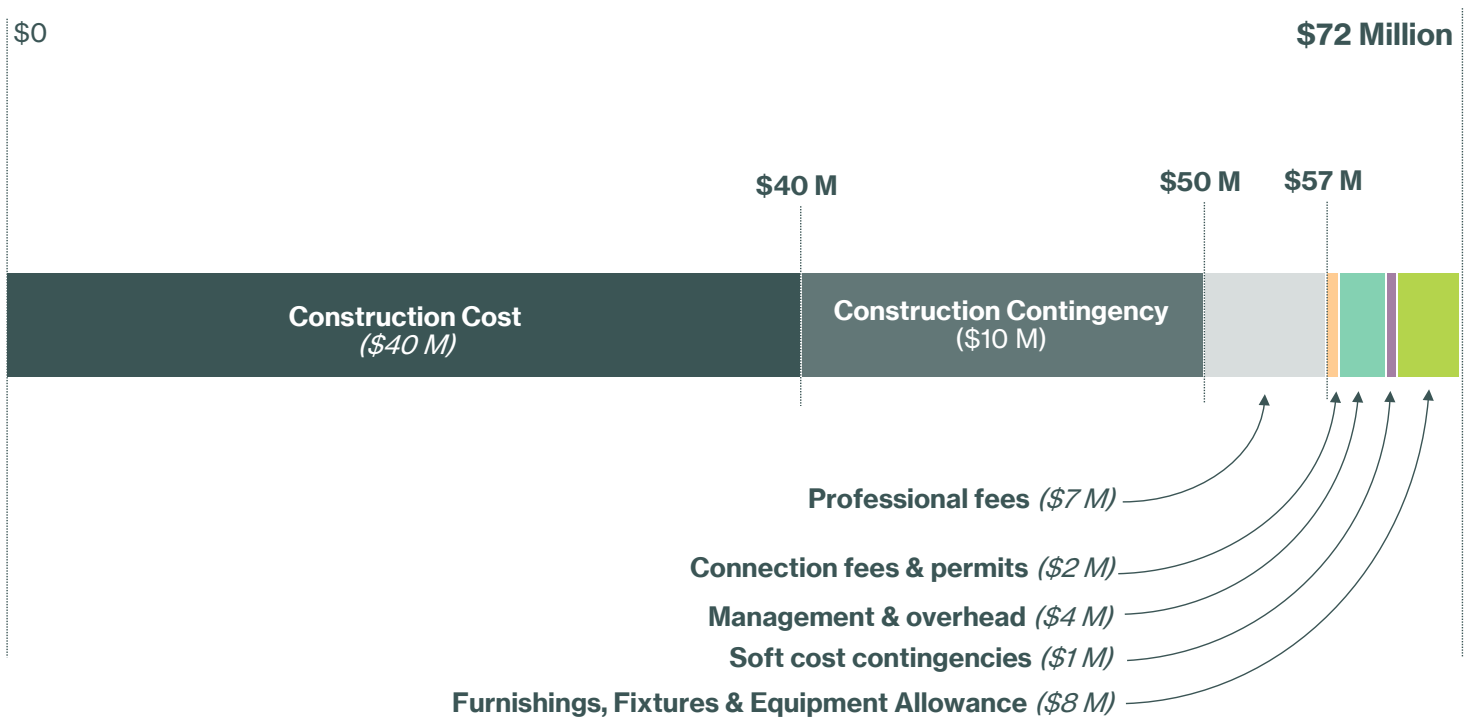 $0
$72 Million
$40 M
$50 M
$57 M
Construction Cost
($40 M)
Construction Contingency
($10 M)
Professional fees ($7 M)
Connection fees & permits ($2 M)
Management & overhead ($4 M)
Soft cost contingencies ($1 M)
Furnishings, Fixtures & Equipment Allowance ($8 M)